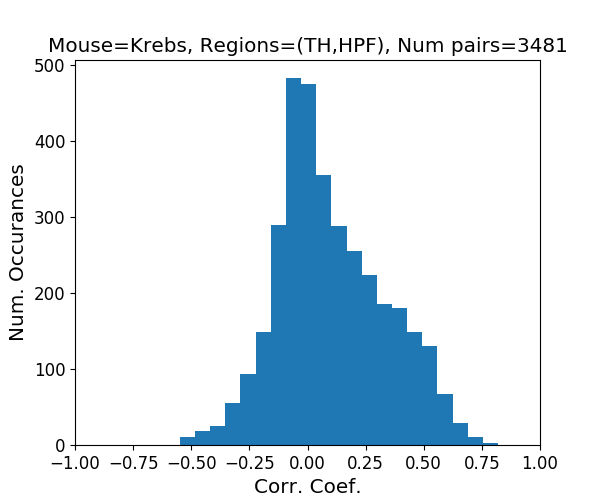 Mouse=Krebs, Regions=(TH,HPF), Num pairs=3481
500
400
300
200
100
0
Num. Occurances
−1.00 −0.75 −0.50 −0.25 0.00 0.25 0.50 0.75 1.00
Corr. Coef.